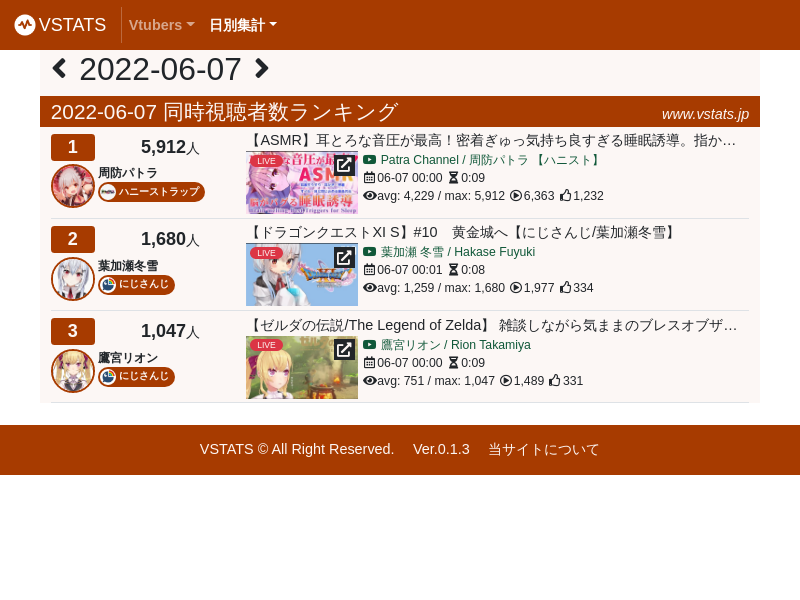 VSTATS Vtubers 日別集計
2022-06-07
2022-06-07 同時視聴者数ランキング www.vstats.jp
1 5,912人
周防パトラ
ハニーストラップ
【ASMR】耳とろな音圧が最高！密着ぎゅっ気持ち良すぎる睡眠誘導。指か…
LIVE
ASMR
睡眠誘導
Patra Channel / 周防パトラ 【ハニスト】
06-07 00:00 0:09
avg: 4,229 / max: 5,912 6,363 1,232
2 1,680人
葉加瀬冬雪
にじさんじ
【ドラゴンクエストXI S】#10　黄金城へ【にじさんじ/葉加瀬冬雪】
LIVE
葉加瀬 冬雪 / Hakase Fuyuki
06-07 00:01 0:08
avg: 1,259 / max: 1,680 1,977 334
3 1,047人
鷹宮リオン
にじさんじ
【ゼルダの伝説/The Legend of Zelda】 雑談しながら気ままのブレスオブザ…
LIVE
鷹宮リオン / Rion Takamiya
06-07 00:00 0:09
avg: 751 / max: 1,047 1,489 331
VSTATS © All Right Reserved. Ver.0.1.3 当サイトについて